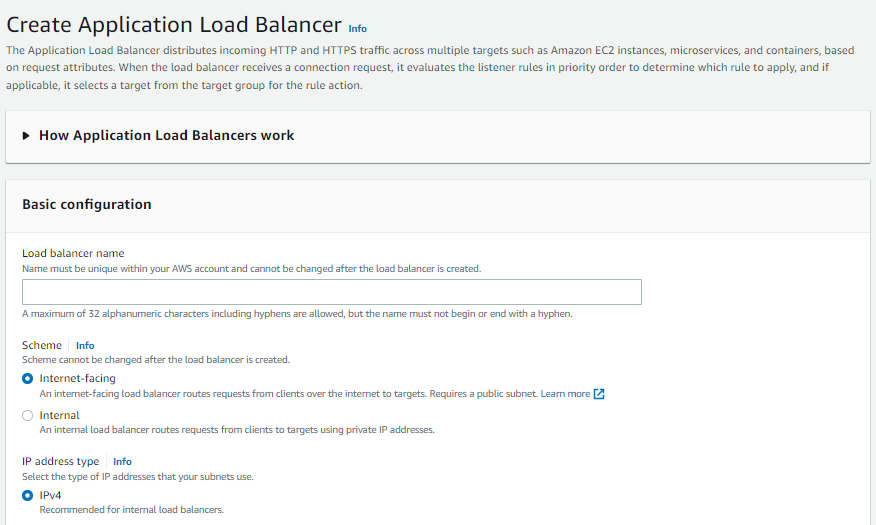 Create Application Load Balancer Info
The Application Load Balancer distributes incoming HTTP and HTTPS traffic across multiple targets such as Amazon EC2 instances, microservices, and containers, based
on request attributes. When the load balancer receives a connection request, it evaluates the listener rules in priority order to determine which rule to apply, and if
applicable, it selects a target from the target group for the rule action.
How Application Load Balancers work
Basic configuration
Load balancer name
Name must be unique within your AWS account and cannot be changed after the load balancer is created.
A maximum of 32 alphanumeric characters including hyphens are allowed, but the name must not begin or end with a hyphen.
Scheme Info
Scheme cannot be changed after the load balancer is created.
Internet-facing
An internet-facing load balancer routes requests from clients over the internet to targets. Requires a public subnet. Learn more
Internal
An internal load balancer routes requests from clients to targets using private IP addresses.
IP address type Info
Select the type of IP addresses that your subnets use.
IPv4
Recommended for internal load balancers.